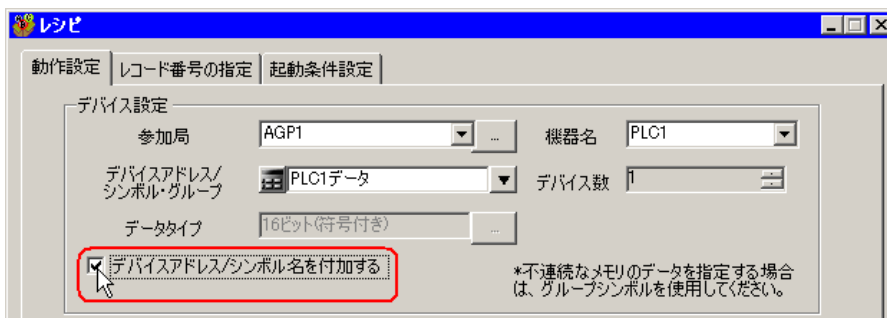 レシピ
動作設定 レコード番号の指定 起動条件設定
デバイス設定
参加局 AGP1 ... 機器名 PLC1
デバイスアドレス/
シンボル・グループ PLC1データ デバイス数 1
データタイプ 16ビット(符号付き) ...
デバイスアドレス/シンボル名を付加する
*不連続なメモリのデータを指定する場合
は、グループシンボルを使用してください。